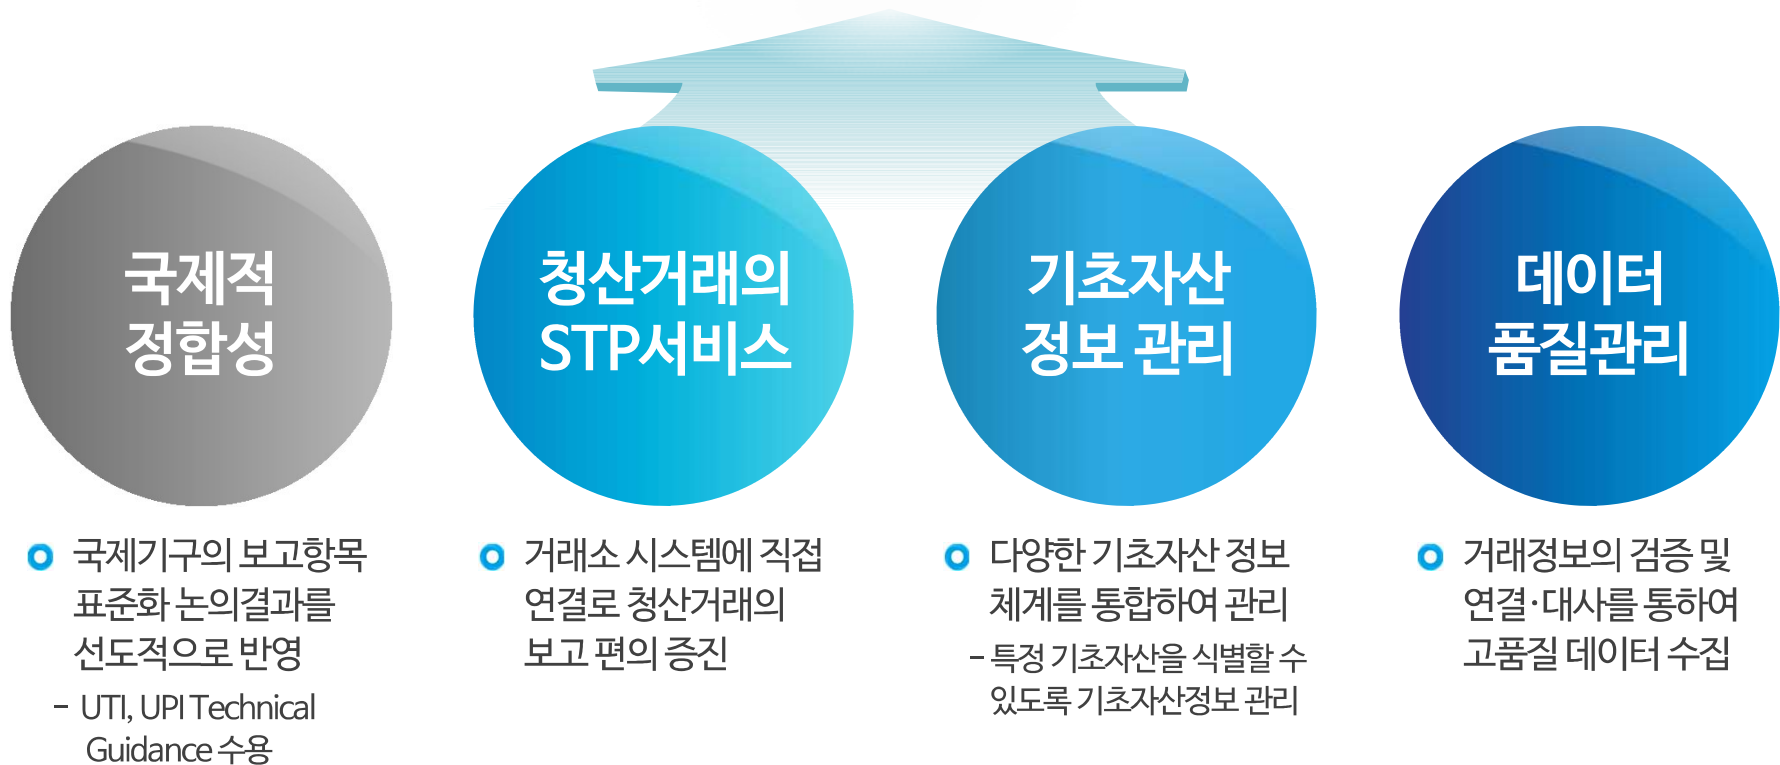 국제적
정합성
청산거래의
STP서비스
기초자산
정보 관리
데이터
품질관리
국제기구의 보고항목
표준화 논의결과를
선도적으로 반영
- UTI, UPI Technical
Guidance 수용
거래소 시스템에 직접
연결로 청산거래의
보고 편의 증진
다양한 기초자산 정보
체계를 통합하여 관리
- 특정 기초자산을 식별할 수
있도록 기초자산정보 관리
거래정보의 검증 및
연결·대사를 통하여
고품질 데이터 수집